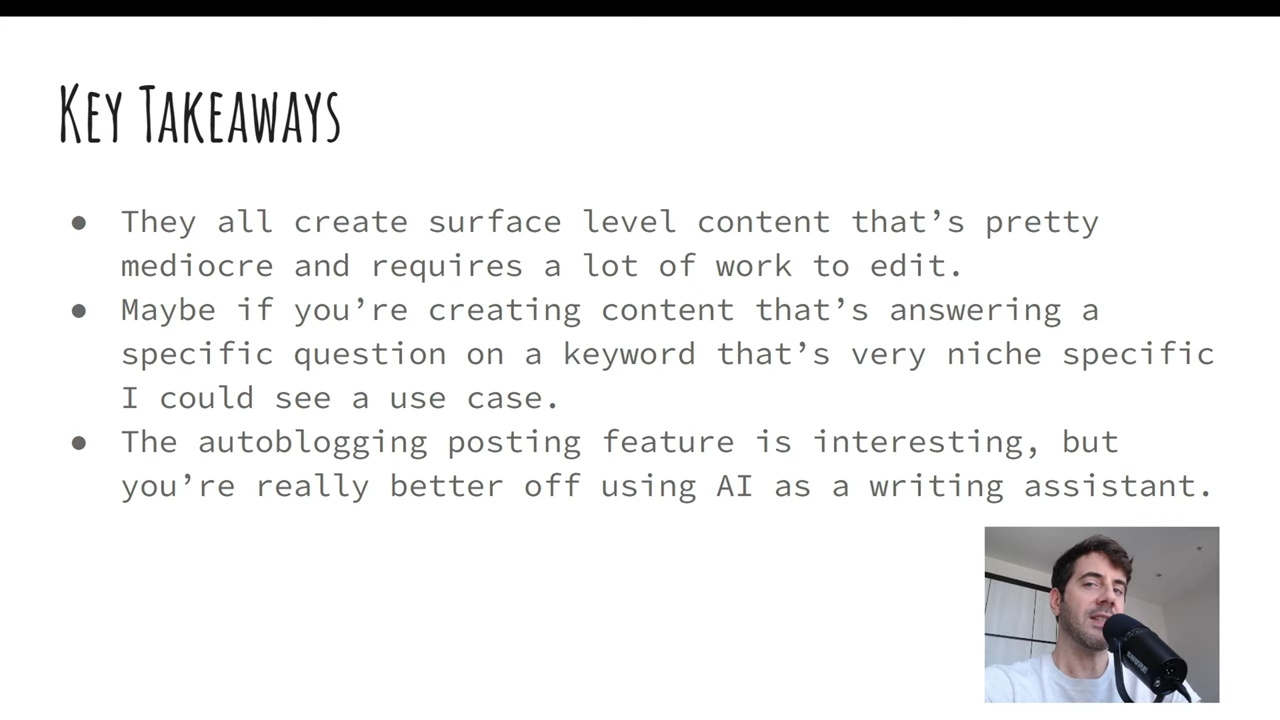 Key Takeaways
● They all create surface level content that’s pretty
mediocre and requires a lot of work to edit.
● Maybe if you’re creating content that’s answering a
specific question on a keyword that’s very niche specific
I could see a use case.
● The autoblogging posting feature is interesting, but
you’re really better off using AI as a writing assistant.
SHURE